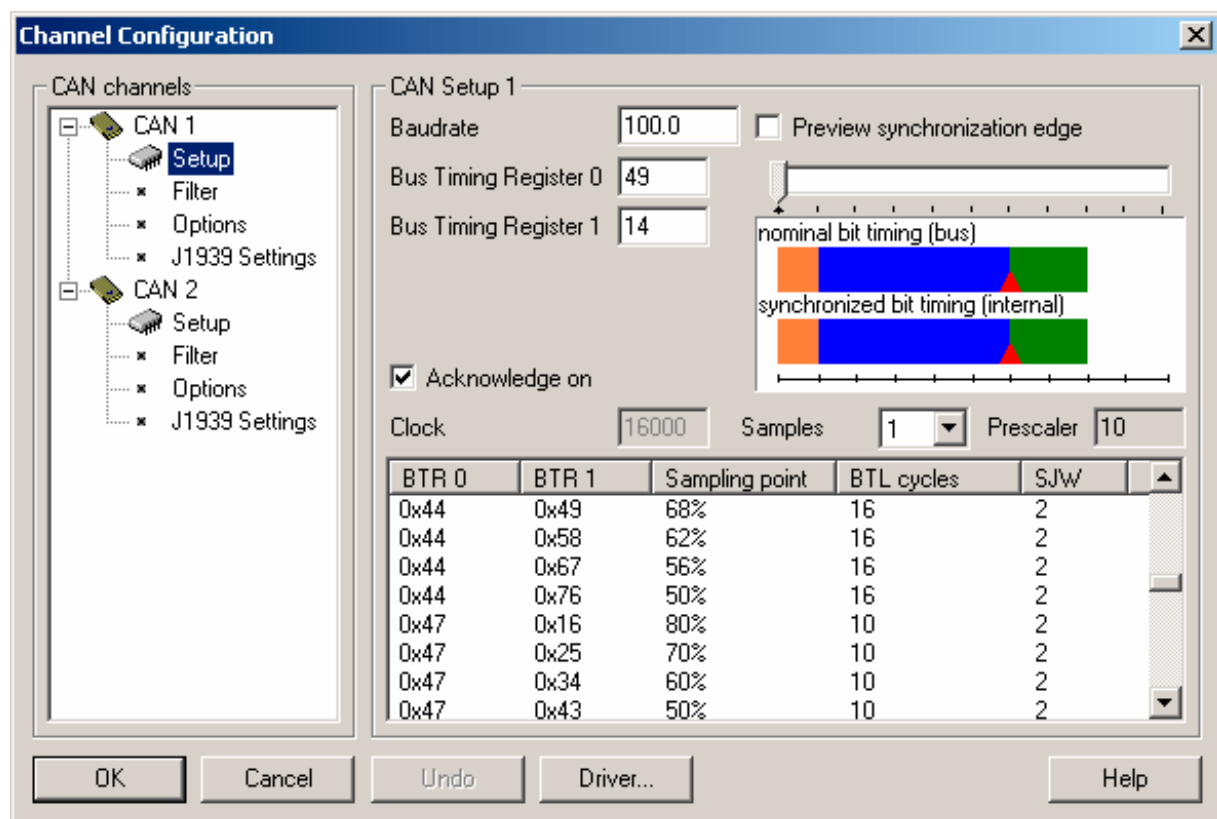 Channel Configuration
CAN channels
CAN 1
Setup
Filter
Options
J1939 Settings
CAN 2
Setup
Filter
Options
J1939 Settings
CAN Setup 1
Baudrate 100.0 Preview synchronization edge
Bus Timing Register 0 49
Bus Timing Register 1 14
nominal bit timing (bus)
synchronized bit timing (internal)
Acknowledge on
Clock 16000 Samples 1 Prescaler 10
BTR 0 BTR 1 Sampling point BTL cycles SJW
0x44 0x49 68% 16 2
0x44 0x58 62% 16 2
0x44 0x67 56% 16 2
0x44 0x76 50% 16 2
0x47 0x16 80% 10 2
0x47 0x25 70% 10 2
0x47 0x34 60% 10 2
0x47 0x43 50% 10 2
OK Cancel Undo Driver... Help